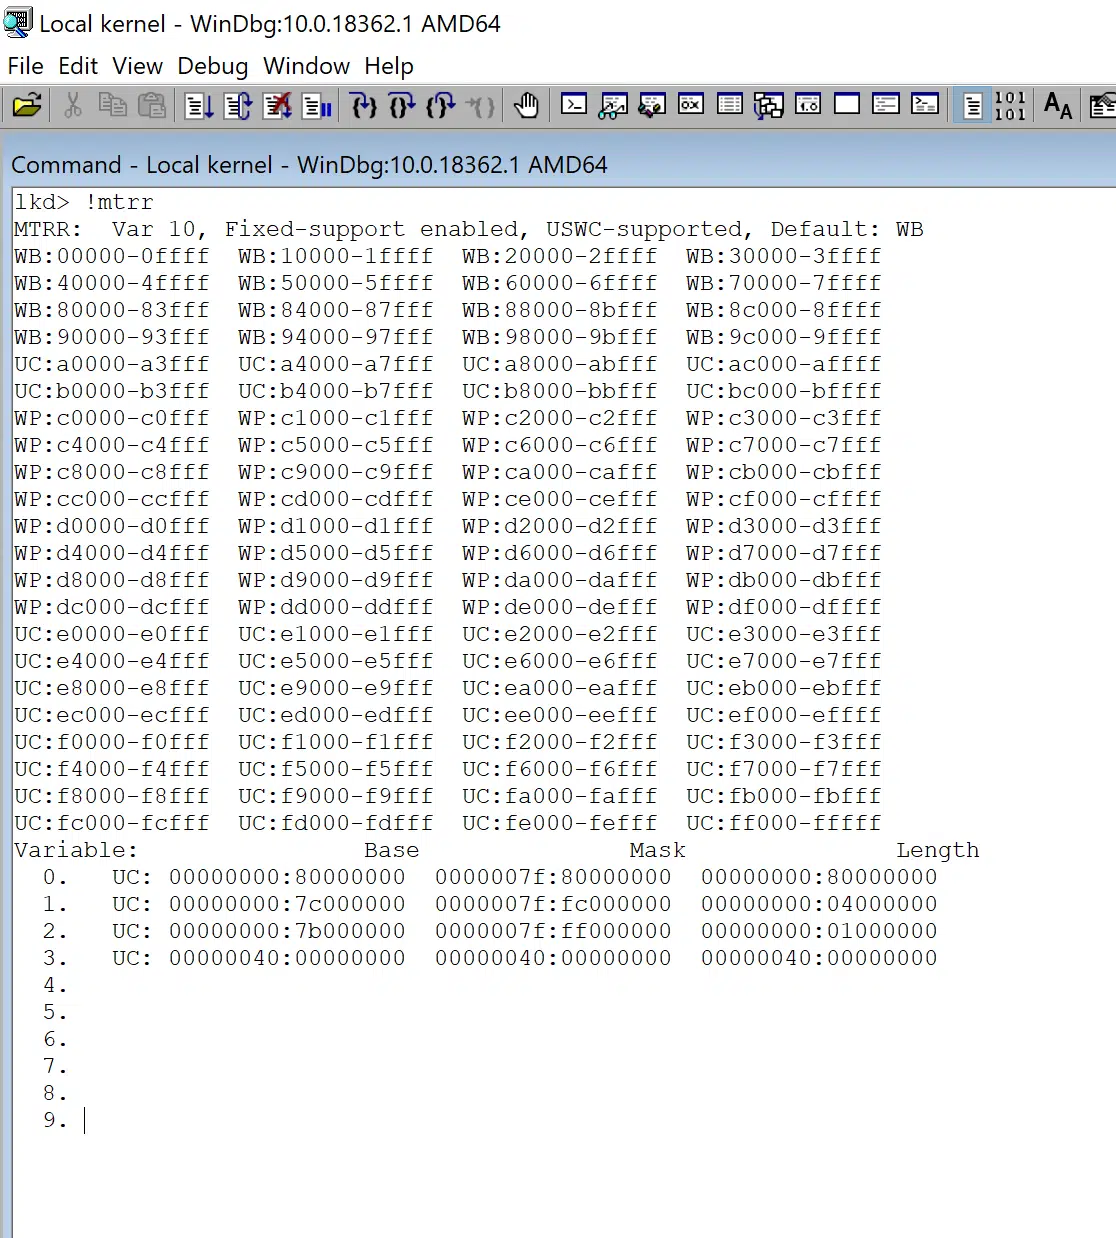 Local kernel - WinDbg:10.0.18362.1 AMD64
File Edit View Debug Window Help
101
101
AA
Command - Local kernel - WinDbg:10.0.18362.1 AMD64
lkd> !mtrr
MTRR:  Var 10, Fixed-support enabled, USWC-supported, Default: WB
WB:00000-0ffff  WB:10000-1ffff  WB:20000-2ffff  WB:30000-3ffff
WB:40000-4ffff  WB:50000-5ffff  WB:60000-6ffff  WB:70000-7ffff
WB:80000-83fff  WB:84000-87fff  WB:88000-8bfff  WB:8c000-8ffff
WB:90000-93fff  WB:94000-97fff  WB:98000-9bfff  WB:9c000-9ffff
UC:a0000-a3fff  UC:a4000-a7fff  UC:a8000-abfff  UC:ac000-affff
UC:b0000-b3fff  UC:b4000-b7fff  UC:b8000-bbfff  UC:bc000-bffff
WP:c0000-c0fff  WP:c1000-c1fff  WP:c2000-c2fff  WP:c3000-c3fff
WP:c4000-c4fff  WP:c5000-c5fff  WP:c6000-c6fff  WP:c7000-c7fff
WP:c8000-c8fff  WP:c9000-c9fff  WP:ca000-cafff  WP:cb000-cbfff
WP:cc000-ccfff  WP:cd000-cdfff  WP:ce000-cefff  WP:cf000-cffff
WP:d0000-d0fff  WP:d1000-d1fff  WP:d2000-d2fff  WP:d3000-d3fff
WP:d4000-d4fff  WP:d5000-d5fff  WP:d6000-d6fff  WP:d7000-d7fff
WP:d8000-d8fff  WP:d9000-d9fff  WP:da000-dafff  WP:db000-dbfff
WP:dc000-dcfff  WP:dd000-ddfff  WP:de000-defff  WP:df000-dffff
UC:e0000-e0fff  UC:e1000-e1fff  UC:e2000-e2fff  UC:e3000-e3fff
UC:e4000-e4fff  UC:e5000-e5fff  UC:e6000-e6fff  UC:e7000-e7fff
UC:e8000-e8fff  UC:e9000-e9fff  UC:ea000-eafff  UC:eb000-ebfff
UC:ec000-ecfff  UC:ed000-edfff  UC:ee000-eefff  UC:ef000-effff
UC:f0000-f0fff  UC:f1000-f1fff  UC:f2000-f2fff  UC:f3000-f3fff
UC:f4000-f4fff  UC:f5000-f5fff  UC:f6000-f6fff  UC:f7000-f7fff
UC:f8000-f8fff  UC:f9000-f9fff  UC:fa000-fafff  UC:fb000-fbfff
UC:fc000-fcfff  UC:fd000-fdfff  UC:fe000-fefff  UC:ff000-fffff
Variable:                Base               Mask               Length
  0.   UC: 00000000:80000000  0000007f:80000000  00000000:80000000
  1.   UC: 00000000:7c000000  0000007f:fc000000  00000000:04000000
  2.   UC: 00000000:7b000000  0000007f:ff000000  00000000:01000000
  3.   UC: 00000040:00000000  00000040:00000000  00000040:00000000
  4.
  5.
  6.
  7.
  8.
  9.